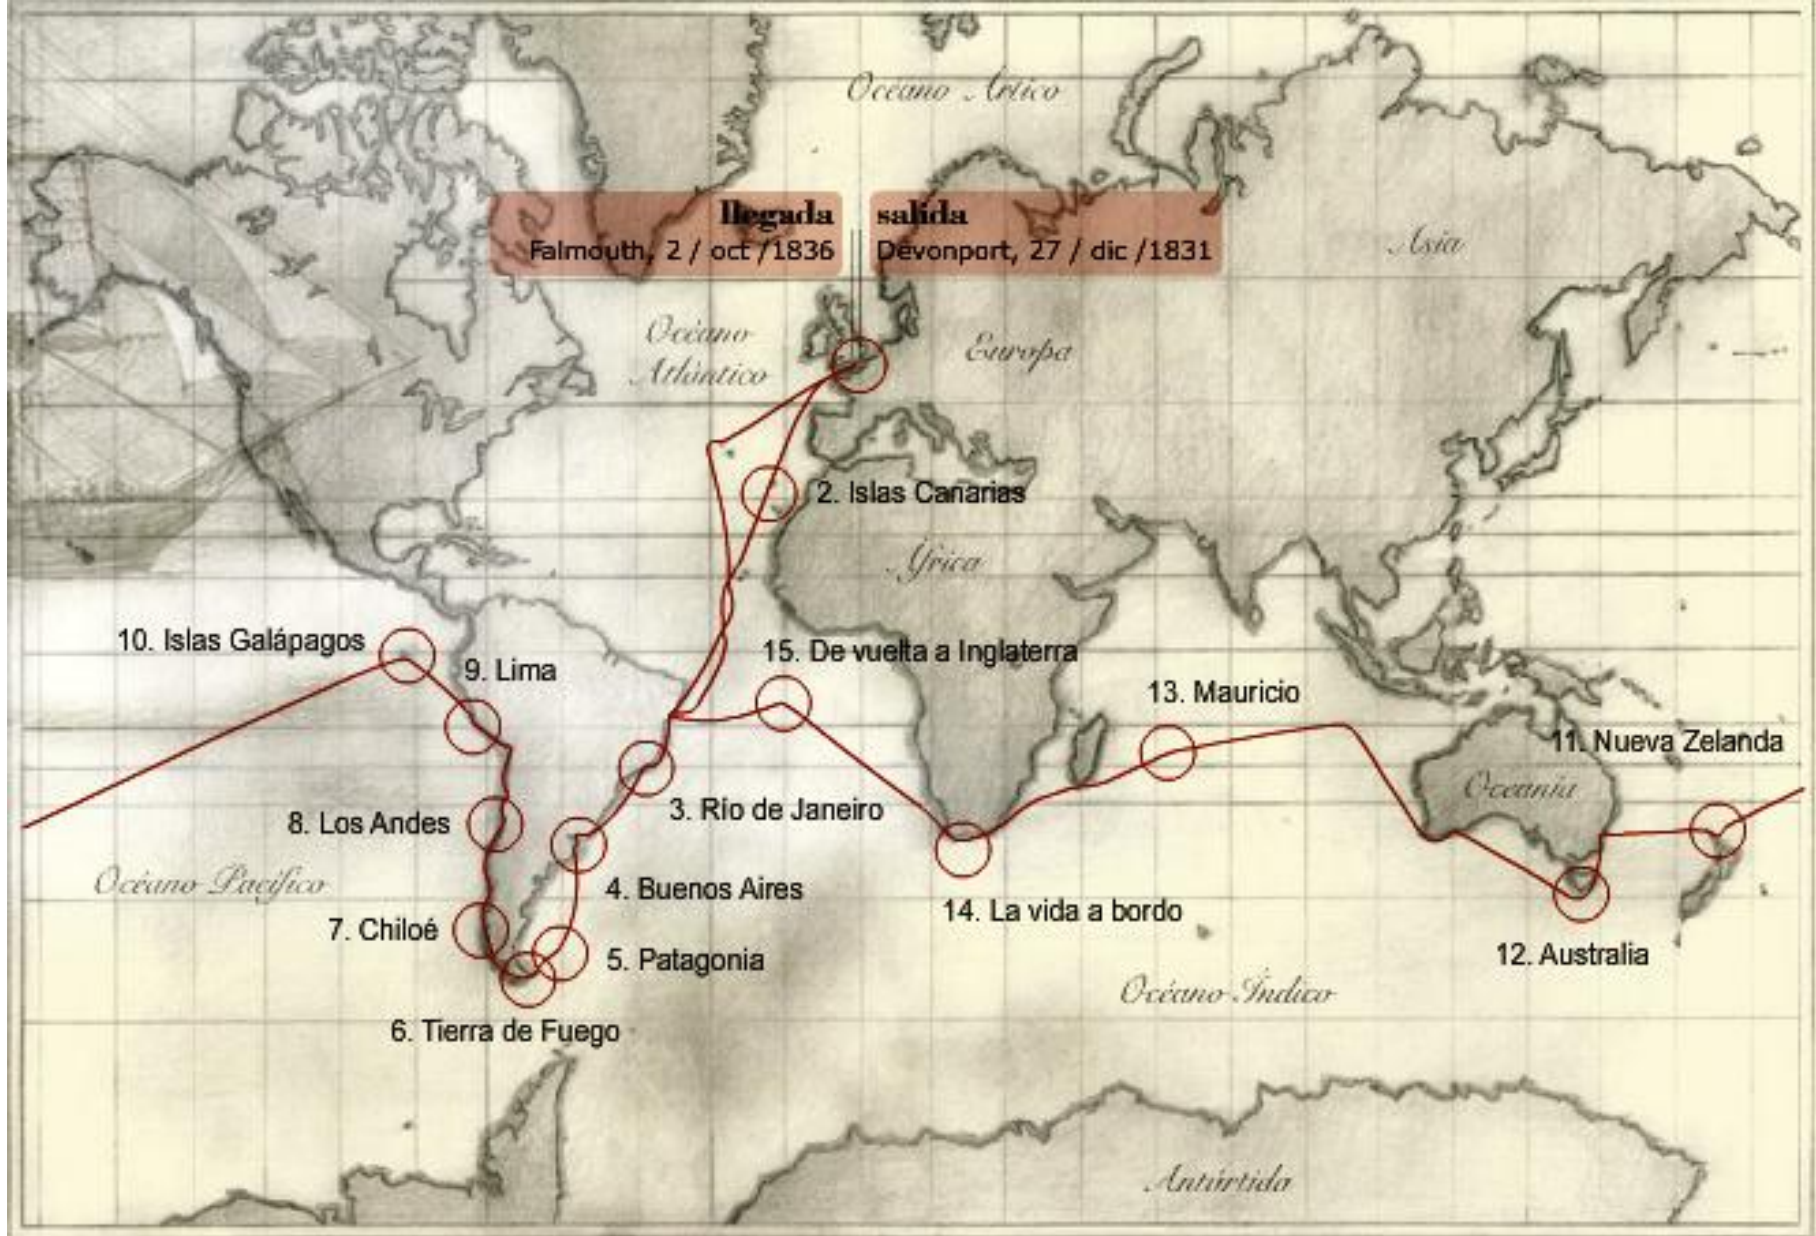 Océano Ártico
llegada
Falmouth, 2 / oct /1836
salida
Devonport, 27 / dic /1831
Asia
Océano
Atlántico
Europa
2. Islas Canarias
África
10. Islas Galápagos
9. Lima
15. De vuelta a Inglaterra
13. Mauricio
11. Nueva Zelanda
Oceanía
8. Los Andes
3. Río de Janeiro
Océano Pacífico
4. Buenos Aires
14. La vida a bordo
7. Chiloé
5. Patagonia
12. Australia
Océano Índico
6. Tierra de Fuego
Antártida